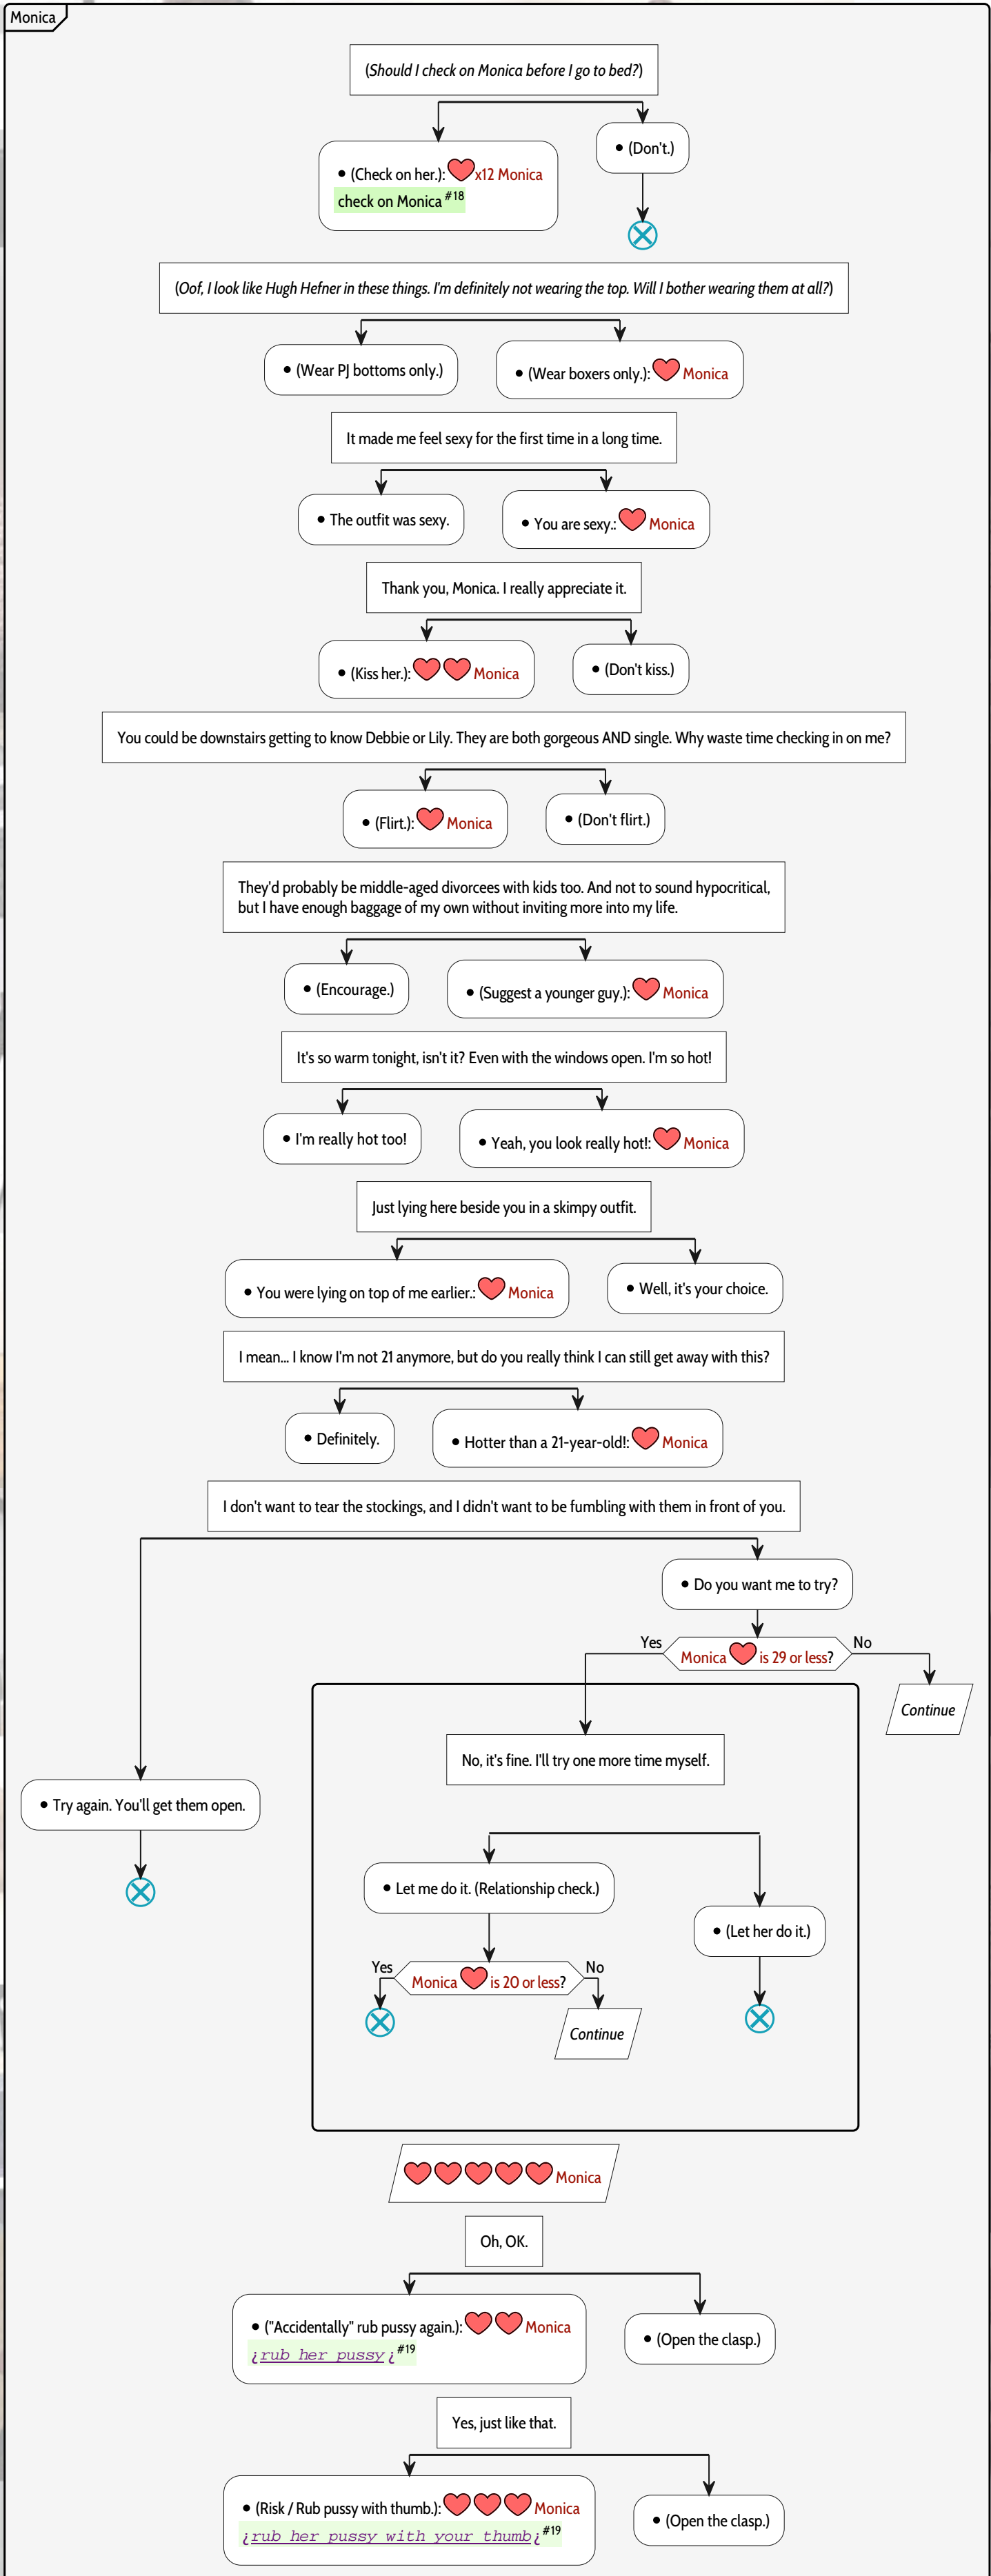 Monica
(Should I check on Monica before I go to bed?)
• (Check on her.): x12 Monica
check on Monica #18
• (Don't.)
(Oof, I look like Hugh Hefner in these things. I'm definitely not wearing the top. Will I bother wearing them at all?)
• (Wear PJ bottoms only.)
• (Wear boxers only.): Monica
It made me feel sexy for the first time in a long time.
• The outfit was sexy.
• You are sexy.: Monica
Thank you, Monica. I really appreciate it.
• (Kiss her.): Monica
• (Don't kiss.)
You could be downstairs getting to know Debbie or Lily. They are both gorgeous AND single. Why waste time checking in on me?
• (Flirt.): Monica
• (Don't flirt.)
They'd probably be middle-aged divorcees with kids too. And not to sound hypocritical,
but I have enough baggage of my own without inviting more into my life.
• (Encourage.)
• (Suggest a younger guy.): Monica
It's so warm tonight, isn't it? Even with the windows open. I'm so hot!
• I'm really hot too!
• Yeah, you look really hot!: Monica
Just lying here beside you in a skimpy outfit.
• You were lying on top of me earlier.: Monica
• Well, it's your choice.
I mean... I know I'm not 21 anymore, but do you really think I can still get away with this?
• Definitely.
• Hotter than a 21-year-old!: Monica
I don't want to tear the stockings, and I didn't want to be fumbling with them in front of you.
• Do you want me to try?
Yes
Monica is 29 or less?
No
Continue
No, it's fine. I'll try one more time myself.
• Try again. You'll get them open.
• Let me do it. (Relationship check.)
• (Let her do it.)
Yes
Monica is 20 or less?
No
Continue
Monica
Oh, OK.
• ("Accidentally" rub pussy again.): Monica
¿rub her pussy¿ #19
• (Open the clasp.)
Yes, just like that.
• (Risk / Rub pussy with thumb.): Monica
¿rub her pussy with your thumb¿ #19
• (Open the clasp.)